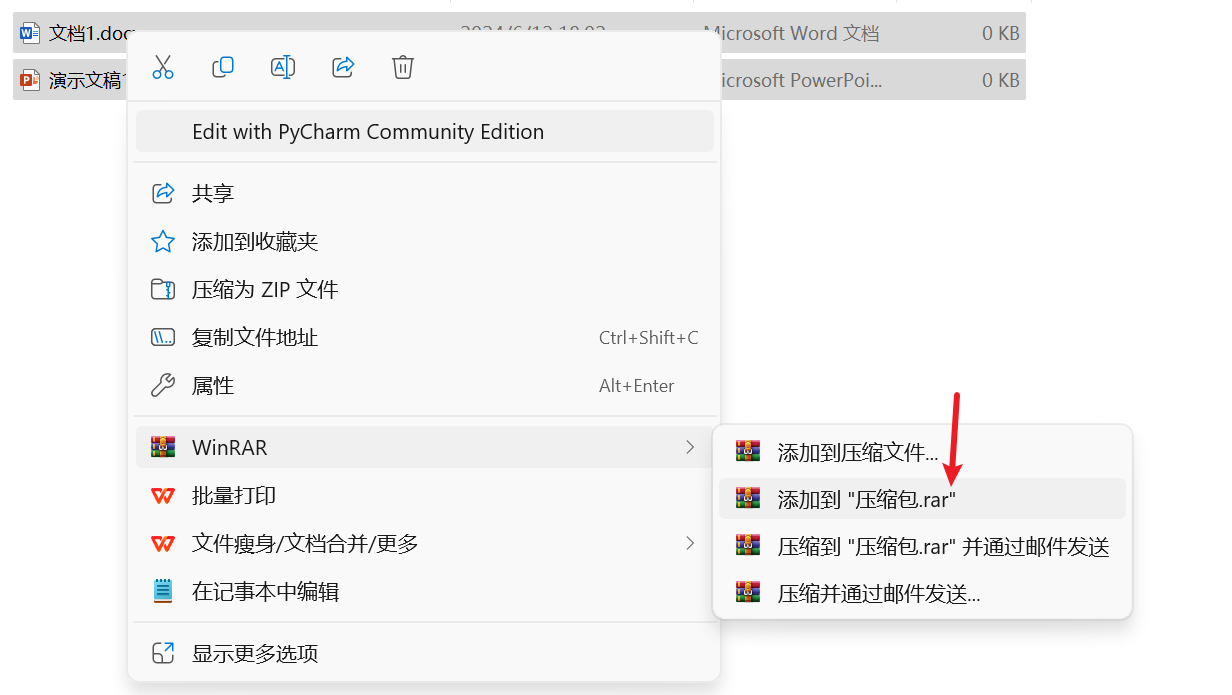 文档1.docx
Microsoft Word 文档
0 KB
演示文稿1
Microsoft PowerPoi...
0 KB
Edit with PyCharm Community Edition
共享
添加到收藏夹
压缩为 ZIP 文件
复制文件地址 Ctrl+Shift+C
属性 Alt+Enter
WinRAR
批量打印
文件瘦身/文档合并/更多
在记事本中编辑
显示更多选项
添加到压缩文件...
添加到 "压缩包.rar"
压缩到 "压缩包.rar" 并通过邮件发送
压缩并通过邮件发送...